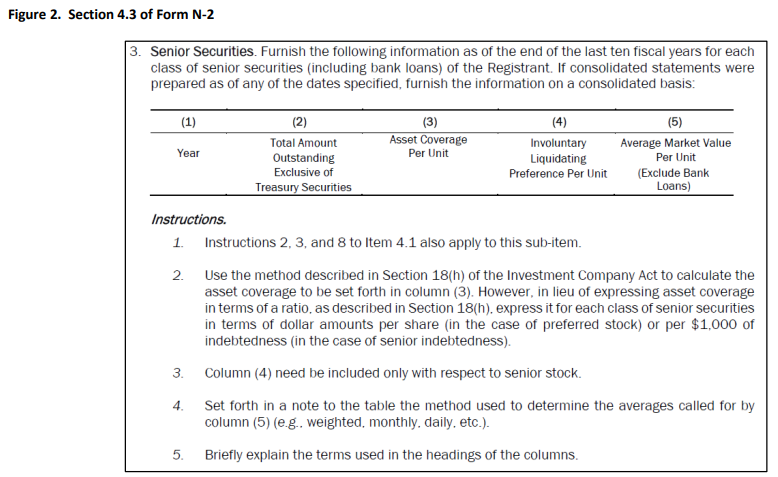 Figure 2. Section 4.3 of Form N-2
3. Senior Securities. Furnish the following information as of the end of the last ten fiscal years for each
class of senior securities (including bank loans) of the Registrant. If consolidated statements were
prepared as of any of the dates specified, furnish the information on a consolidated basis:
(1) (2) (3) (4) (5)
Year
Total Amount
Outstanding
Exclusive of
Treasury Securities
Asset Coverage
Per Unit
Involuntary
Liquidating
Preference Per Unit
Average Market Value
Per Unit
(Exclude Bank
Loans)
Instructions.
1. Instructions 2, 3, and 8 to Item 4.1 also apply to this sub-item.
2. Use the method described in Section 18(h) of the Investment Company Act to calculate the
asset coverage to be set forth in column (3). However, in lieu of expressing asset coverage
in terms of a ratio, as described in Section 18(h), express it for each class of senior securities
in terms of dollar amounts per share (in the case of preferred stock) or per $1,000 of
indebtedness (in the case of senior indebtedness).
3. Column (4) need be included only with respect to senior stock.
4. Set forth in a note to the table the method used to determine the averages called for by
column (5) (e.g., weighted, monthly, daily, etc.).
5. Briefly explain the terms used in the headings of the columns.